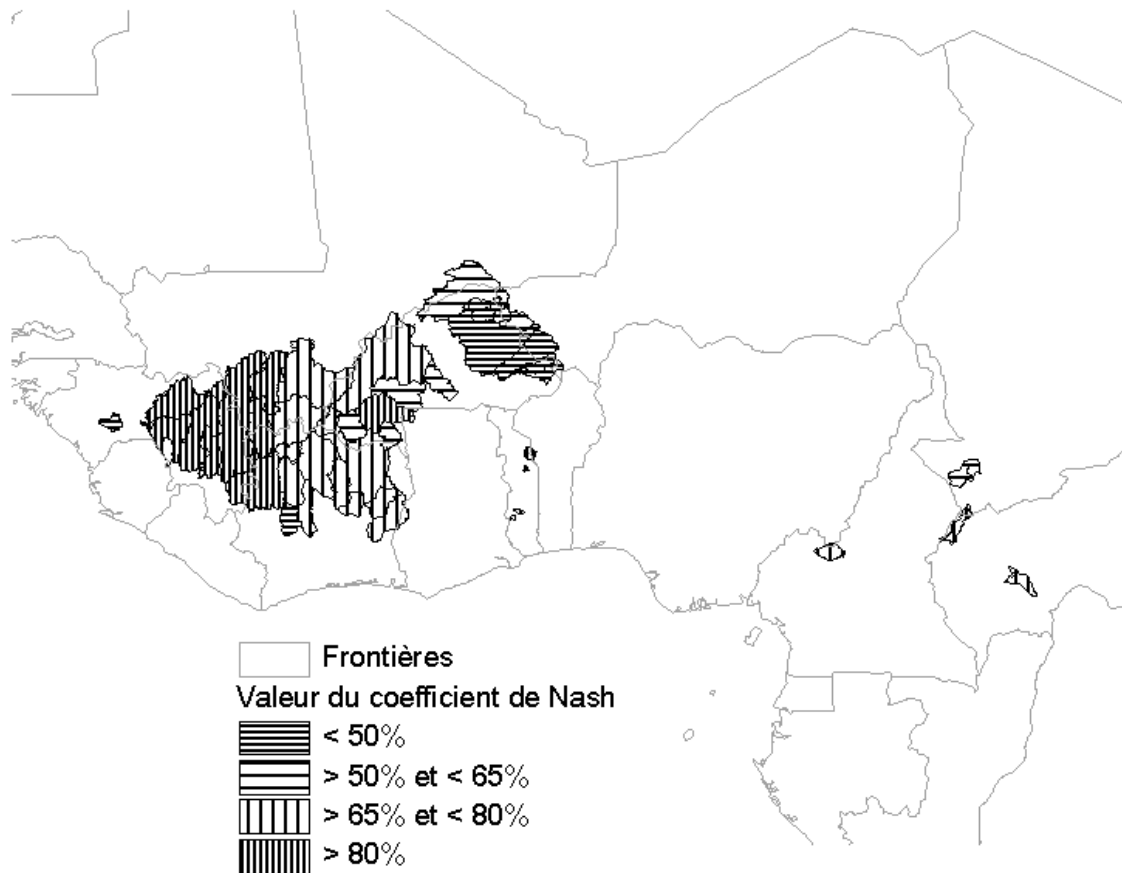 Frontières
Valeur du coefficient de Nash
< 50%
> 50% et < 65%
> 65% et < 80%
> 80%